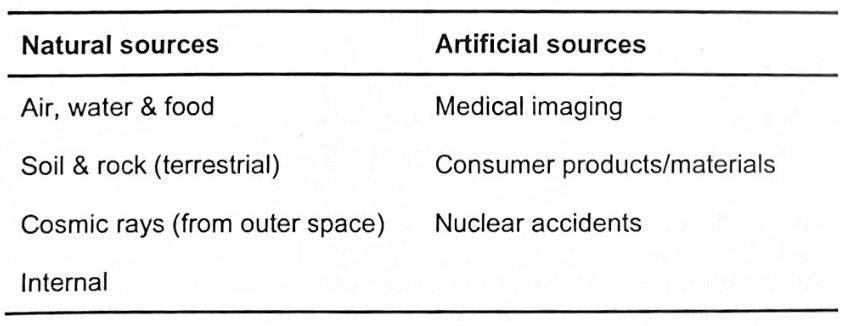 Natural sources Artificial sources
Air, water & food Medical imaging
Soil & rock (terrestrial) Consumer products/materials
Cosmic rays (from outer space) Nuclear accidents
Internal